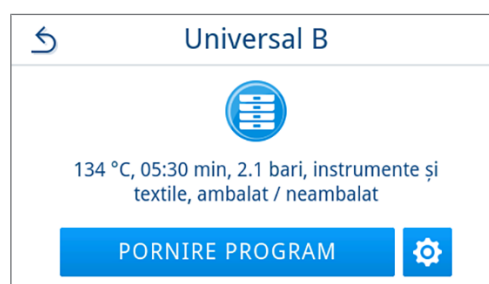 Universal B
134 °C, 05:30 min, 2.1 bari, instrumente și
textile, ambalat / neambalat
PORNIRE PROGRAM